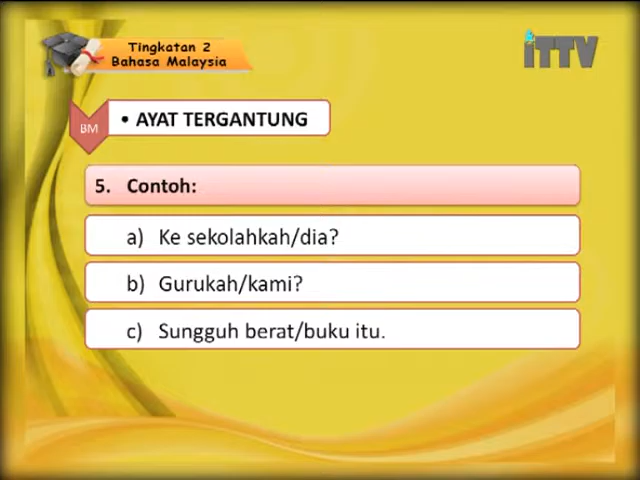 Tingkatan 2
Bahasa Malaysia
iTTV
BM
• AYAT TERGANTUNG
5. Contoh:
a) Ke sekolahkah/dia?
b) Gurukah/kami?
c) Sungguh berat/buku itu.